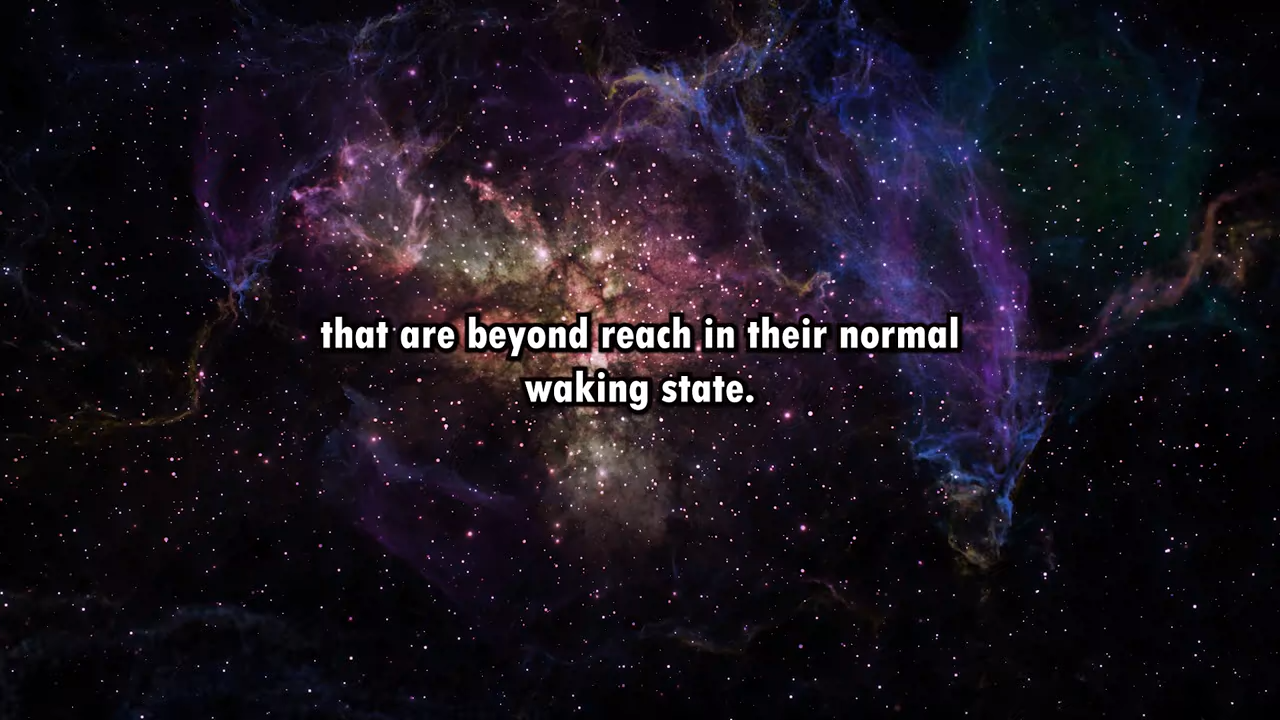 that are beyond reach in their normal
waking state.